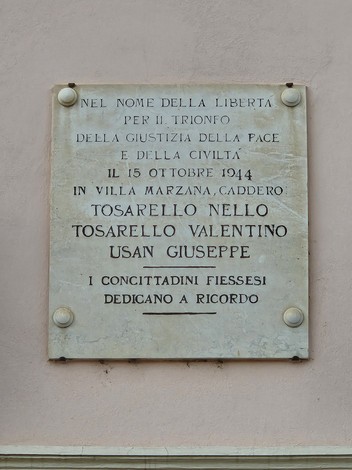 NEL NOME DELLA LIBERTA
PER IL TRIONFO
DELLA GIUSTIZIA DELLA PACE
E DELLA CIVILTA
IL 15 OTTOBRE 1944
IN VILLA MARZANA, CADDERO:
TOSARELLO NELLO
TOSARELLO VALENTINO
USAN GIUSEPPE
I CONCITTADINI FIESSESI
DEDICANO A RICORDO